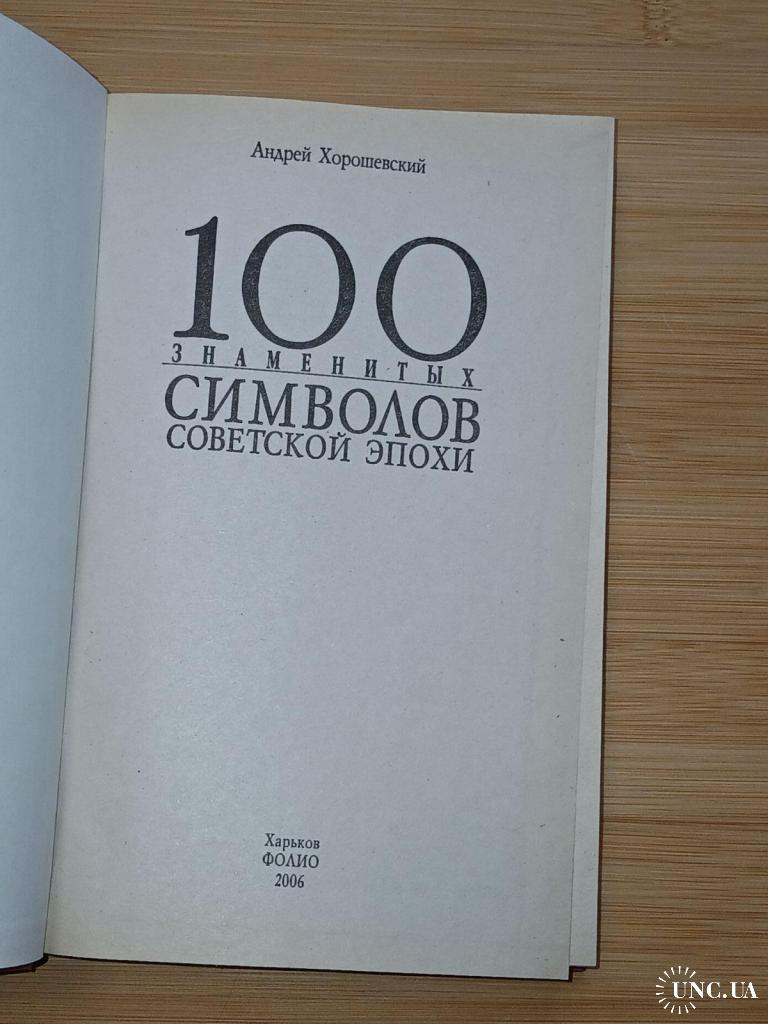 Андрей Хорошевский
100
ЗНАМЕНИТЫХ
СИМВОЛОВ
СОВЕТСКОЙ ЭПОХИ
Харьков
ФОЛИО
2006
UNC.UA